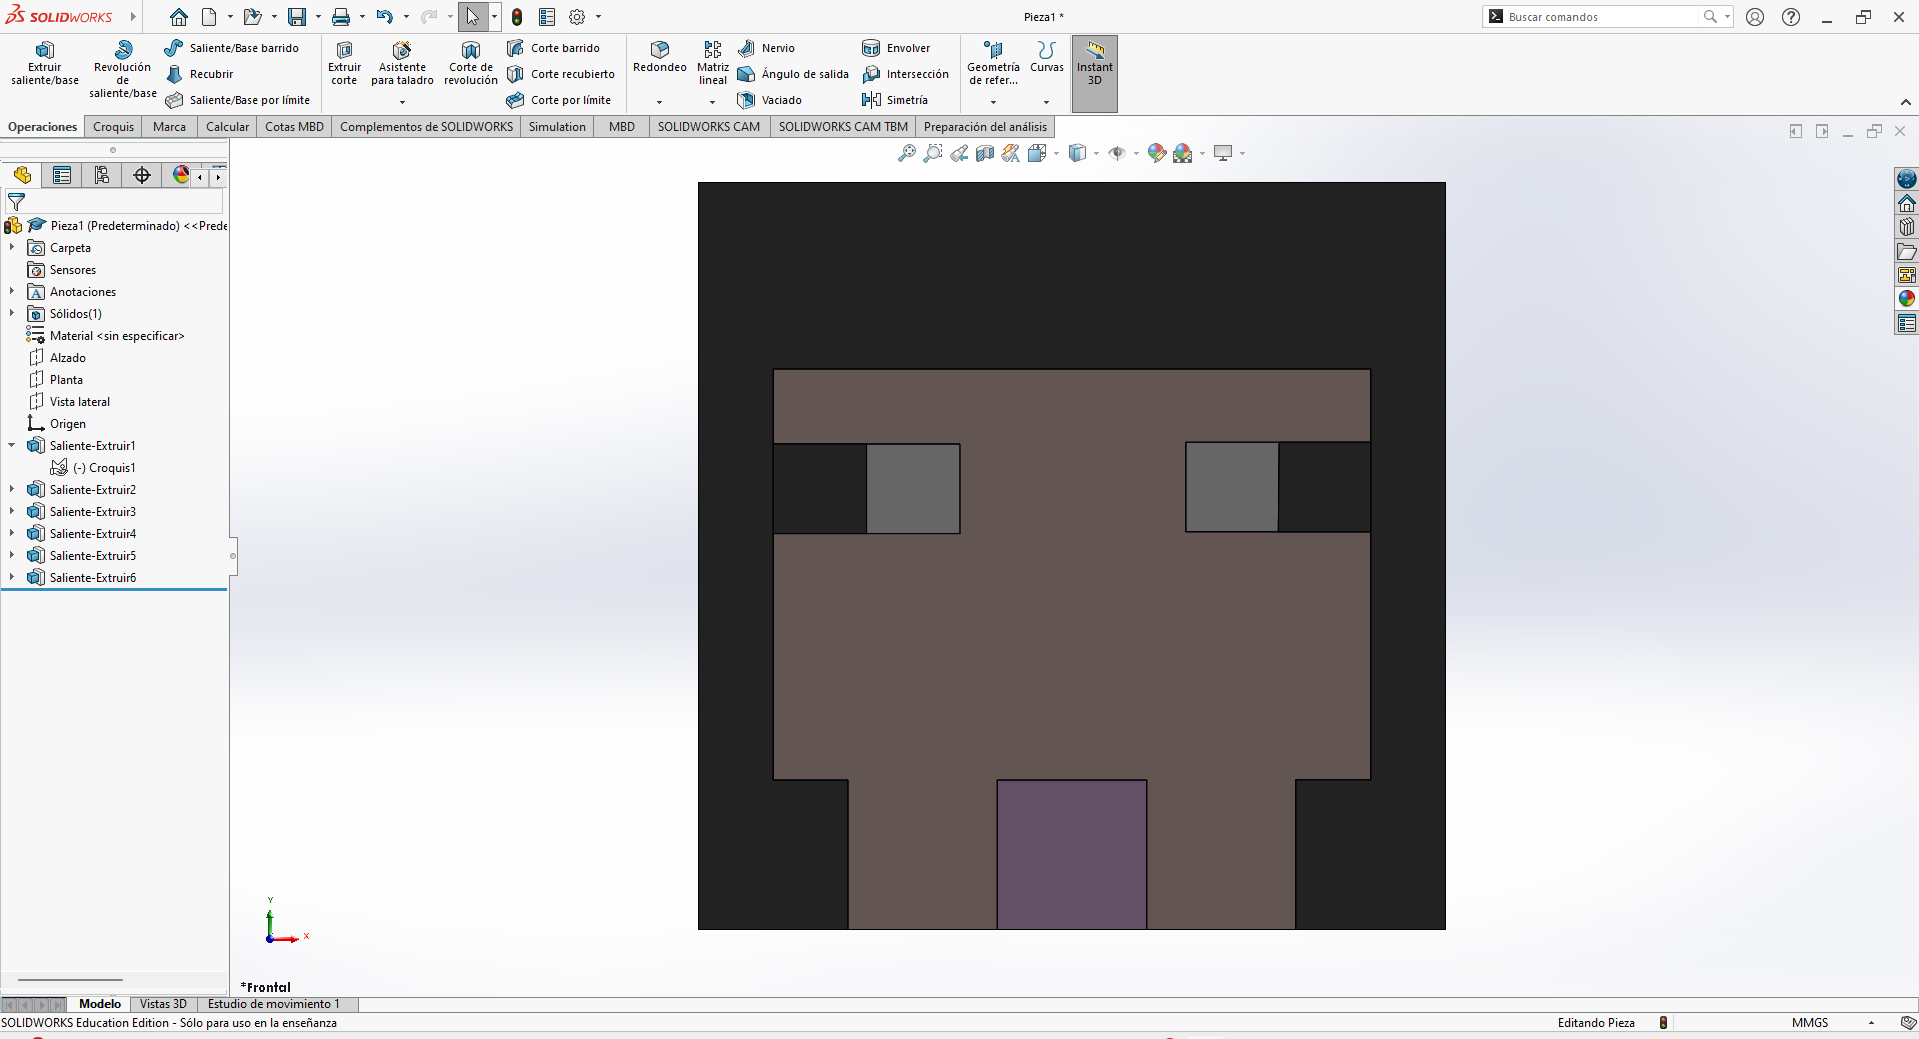 SOLIDWORKS
Pieza1 *
Buscar comandos
Extruir saliente/base
Revolución de saliente/base
Saliente/Base barrido
Recubrir
Saliente/Base por límite
Extruir corte
Asistente para taladro
Corte de revolución
Corte barrido
Corte recubierto
Corte por límite
Redondeo
Matriz lineal
Nervio
Ángulo de salida
Vaciado
Envolver
Intersección
Simetría
Geometría de refer...
Curvas
Instant 3D
Operaciones
Croquis
Marca
Calcular
Cotas MBD
Complementos de SOLIDWORKS
Simulation
MBD
SOLIDWORKS CAM
SOLIDWORKS CAM TBM
Preparación del análisis
Pieza1 (Predeterminado) <<Prede
Carpeta
Sensores
Anotaciones
Sólidos(1)
Material <sin especificar>
Alzado
Planta
Vista lateral
Origen
Saliente-Extruir1
(-) Croquis1
Saliente-Extruir2
Saliente-Extruir3
Saliente-Extruir4
Saliente-Extruir5
Saliente-Extruir6
Y
X
*Frontal
Modelo
Vistas 3D
Estudio de movimiento 1
SOLIDWORKS Education Edition - Sólo para uso en la enseñanza
Editando Pieza
MMGS